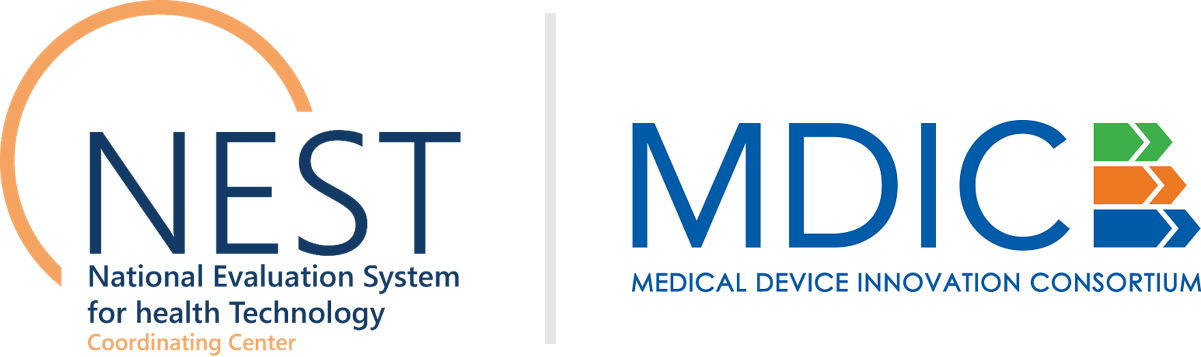 NEST
National Evaluation System
for health Technology
Coordinating Center
MDIC
MEDICAL DEVICE INNOVATION CONSORTIUM